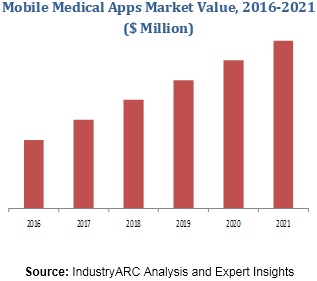 Mobile Medical Apps Market Value, 2016-2021
($ Million)
2016 2017 2018 2019 2020 2021
Source: IndustryARC Analysis and Expert Insights